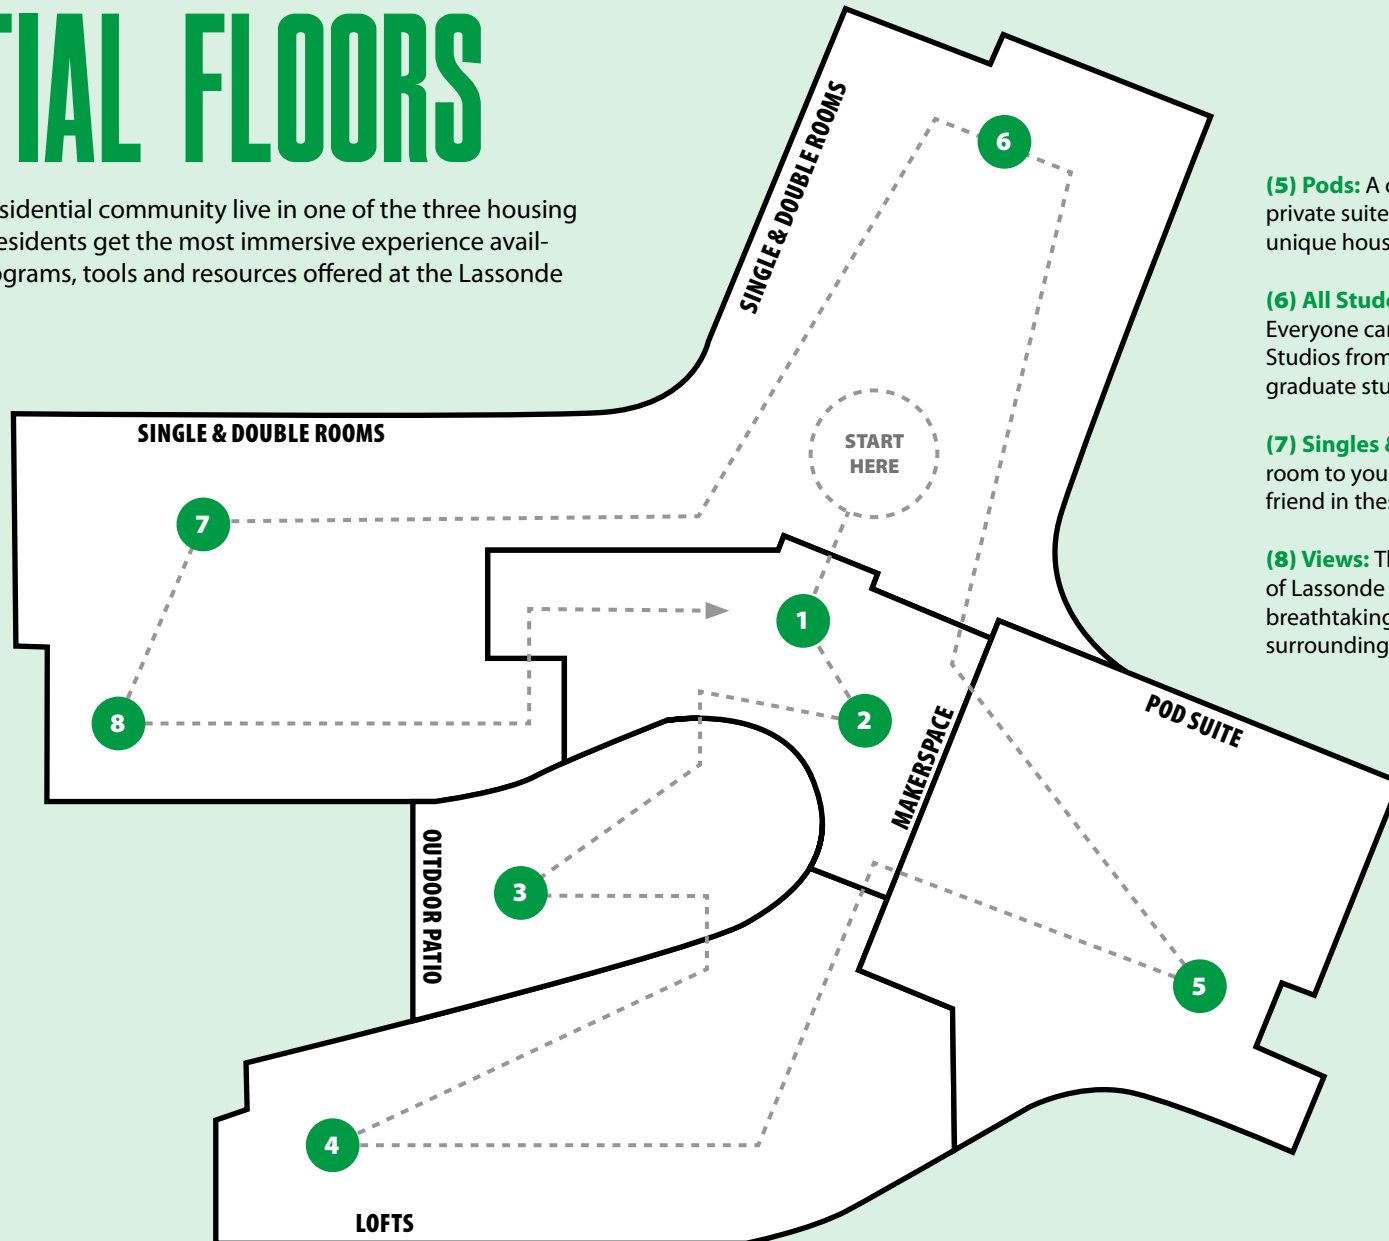 TIAL FLOORS
sidential community live in one of the three housing
esidents get the most immersive experience avail-
ograms, tools and resources offered at the Lassonde
SINGLE & DOUBLE ROOMS
6
START
HERE
SINGLE & DOUBLE ROOMS
7
1
8
2
MAKERSPACE
POD SUITE
OUTDOOR PATIO
3
5
4
LOFTS
(5) Pods: A
private suite
unique hous
(6) All Stud
Everyone ca
Studios from
graduate stu
(7) Singles
room to you
friend in thes
(8) Views: Th
of Lassonde
breathtaking
surrounding